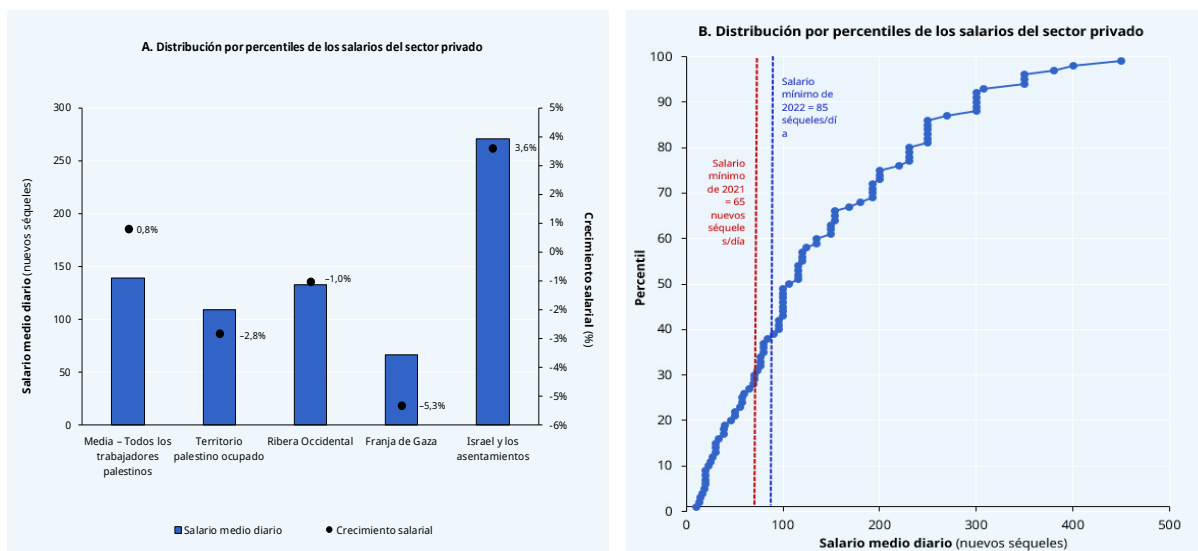 A. Distribución por percentiles de los salarios del sector privado
300
250
200
150
100
50
0
Salario medio diario (nuevos séqueles)
5%
4%
3%
2%
1%
0%
–1%
–2%
–3%
–4%
–5%
–6%
Crecimiento salarial (%)
0,8%
–2,8%
–1,0%
–5,3%
3,6%
Media – Todos los
trabajadores
palestinos
Territorio
palestino ocupado
Ribera Occidental
Franja de Gaza
Israel y los
asentamientos
Salario medio diario
Crecimiento salarial
B. Distribución por percentiles de los salarios del sector privado
100
90
80
70
60
50
40
30
20
10
0
Percentil
Salario
mínimo de
2022 = 85
séqueles/dí
a
Salario
mínimo
de 2021
= 65
nuevos
séquele
s/día
0
100
200
300
400
500
Salario medio diario (nuevos séqueles)